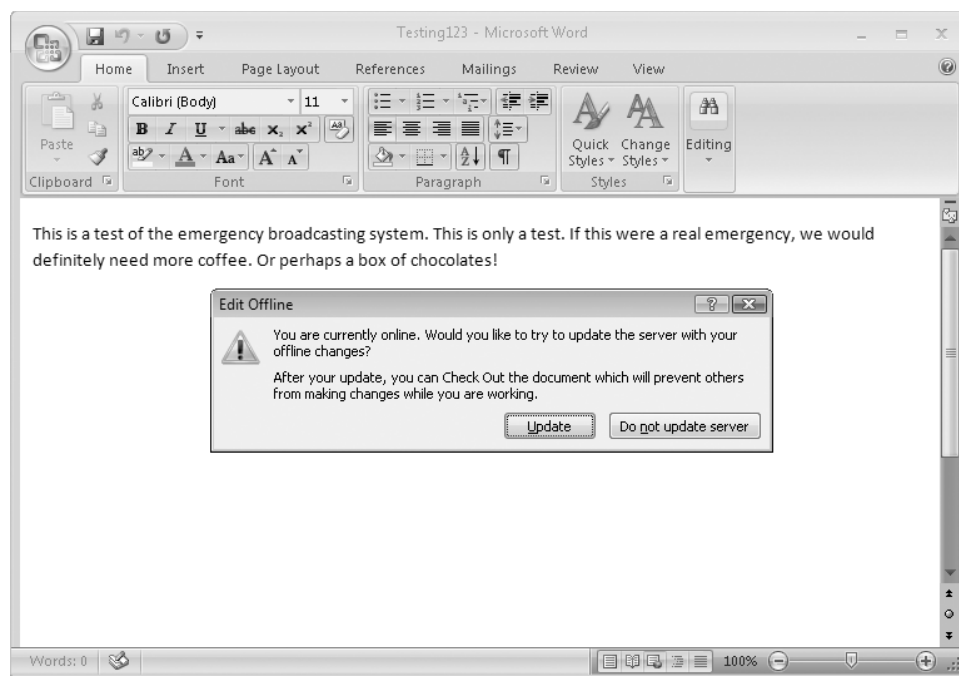 Testing123 - Microsoft Word
Home Insert Page Layout References Mailings Review View
Calibri (Body) 11
B I U abc x₂ x²
ab A Aa A A
Paste
Quick Styles Change Styles Editing
Clipboard Font Paragraph Styles
This is a test of the emergency broadcasting system. This is only a test. If this were a real emergency, we would
definitely need more coffee. Or perhaps a box of chocolates!
Edit Offline
You are currently online. Would you like to try to update the server with your
offline changes?
After your update, you can Check Out the document which will prevent others
from making changes while you are working.
Update Do not update server
Words: 0 100%